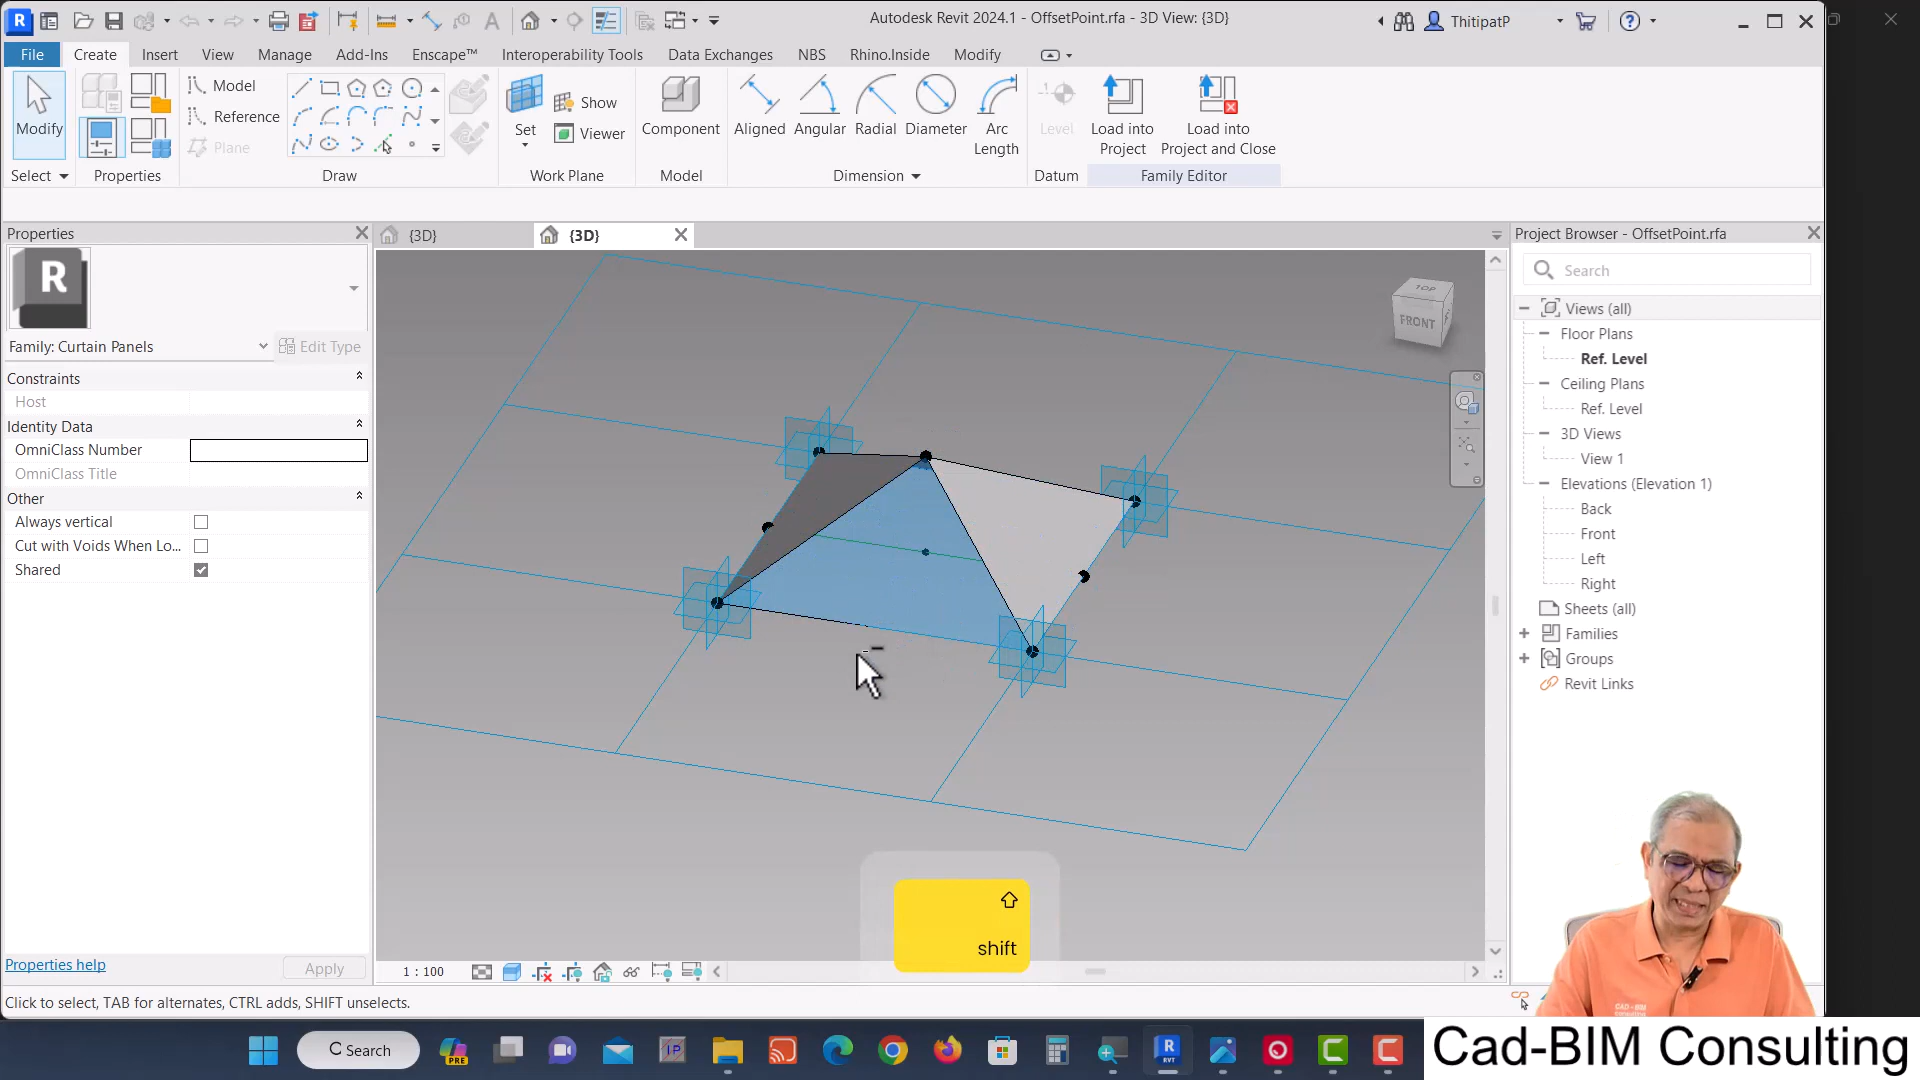 Autodesk Revit 2024.1 - OffsetPoint.rfa - 3D View: {3D}
ThitipatP
File
Create
Insert
View
Manage
Add-Ins
Enscape™
Interoperability Tools
Data Exchanges
NBS
Rhino.Inside
Modify
Modify
Model
Reference
Plane
Set
Show
Viewer
Component
Aligned
Angular
Radial
Diameter
Arc
Length
Level
Load into
Project
Load into
Project and Close
Select
Properties
Draw
Work Plane
Model
Dimension
Datum
Family Editor
Properties
R
Family: Curtain Panels
Edit Type
Constraints
Host
Identity Data
OmniClass Number
OmniClass Title
Other
Always vertical
Cut with Voids When Lo...
Shared
Properties help
Apply
{3D}
{3D}
TOP
FRONT
shift
1 : 100
Project Browser - OffsetPoint.rfa
Search
Views (all)
Floor Plans
Ref. Level
Ceiling Plans
Ref. Level
3D Views
View 1
Elevations (Elevation 1)
Back
Front
Left
Right
Sheets (all)
Families
Groups
Revit Links
Click to select, TAB for alternates, CTRL adds, SHIFT unselects.
CAD-BIM
consulting
Search
PRE
IP
R
RVT
Cad-BIM Consulting